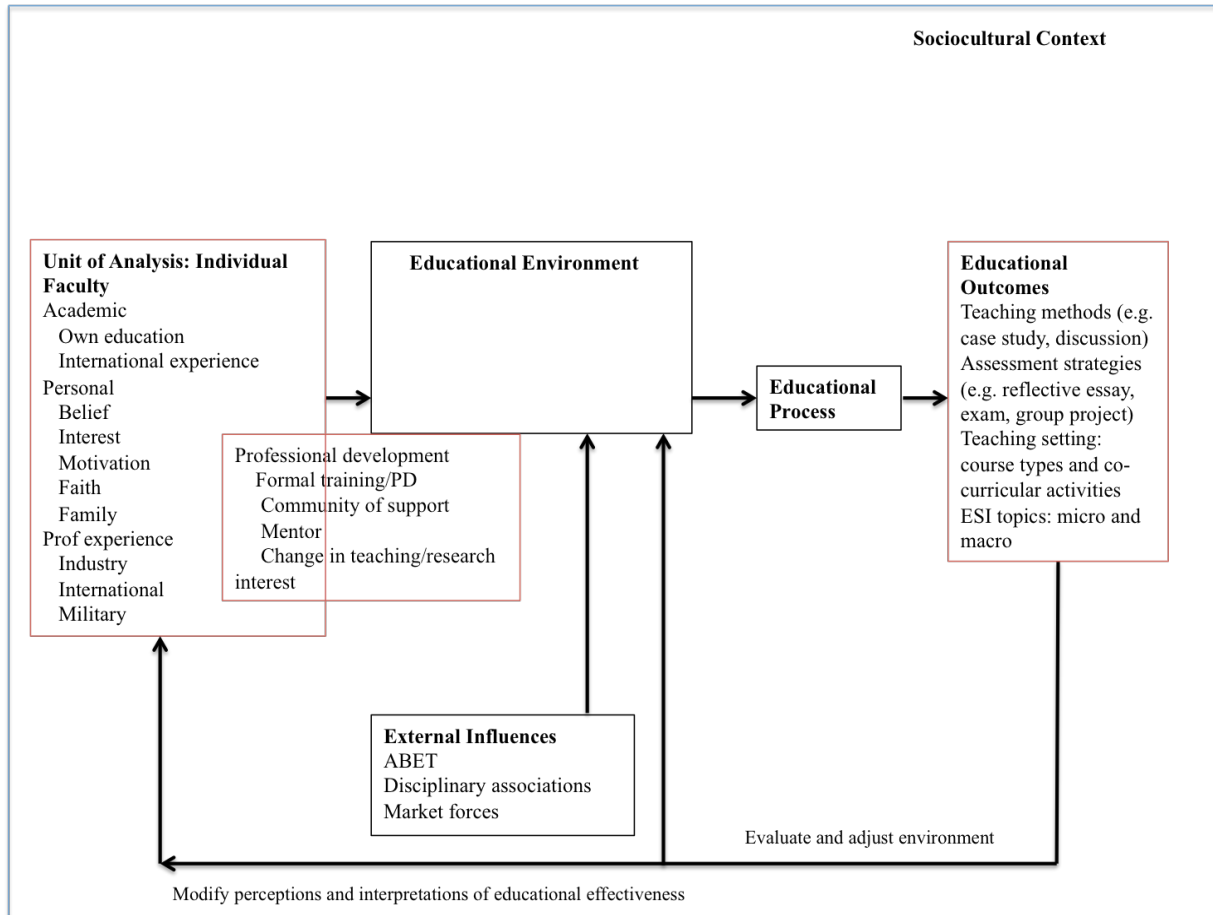 Sociocultural Context
Unit of Analysis: Individual
Faculty
Academic
Own education
International experience
Personal
Belief
Interest
Motivation
Faith
Family
Prof experience
Industry
International
Military
Professional development
Formal training/PD
Community of support
Mentor
Change in teaching/research
interest
Educational Environment
External Influences
ABET
Disciplinary associations
Market forces
Educational
Process
Educational
Outcomes
Teaching methods (e.g.
case study, discussion)
Assessment strategies
(e.g. reflective essay,
exam, group project)
Teaching setting:
course types and co-
curricular activities
ESI topics: micro and
macro
Evaluate and adjust environment
Modify perceptions and interpretations of educational effectiveness